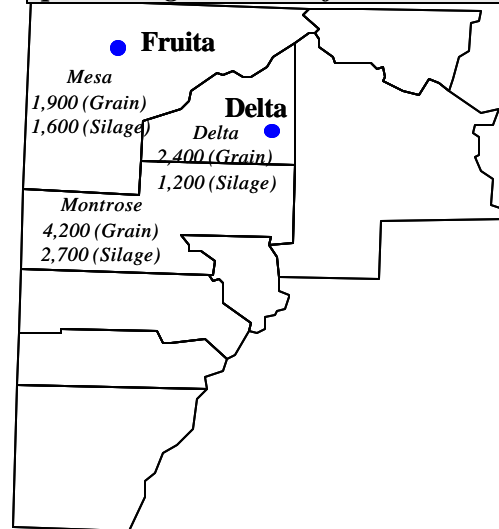 Fruita
Mesa
1,900 (Grain)
1,600 (Silage)
Delta
Delta
2,400 (Grain)
1,200 (Silage)
Montrose
4,200 (Grain)
2,700 (Silage)